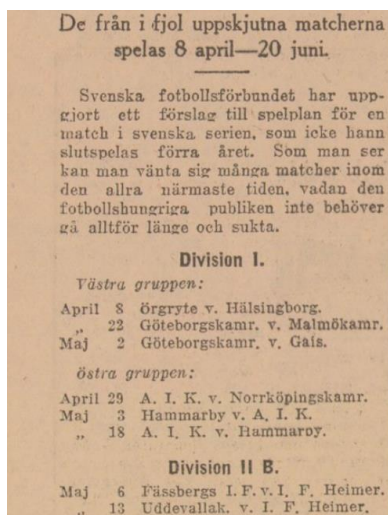 De från i fjol uppskjutna matcherna
spelas 8 april—20 juni.
Svenska fotbollsförbundet har upp-
gjort ett förslag till spelplan för en
match i svenska serien, som icke hann
slutspelas förra året. Som man ser
kan man vänta sig många matcher inom
den allra närmaste tiden, vadan den
fotbollshungriga publiken inte behöver
gå alltför länge och sukta.
Division I.
Västra gruppen:
April 8 örgryte v. Hälsingborg.
„ 22 Göteborgskamr. v. Malmökamr.
Maj 2 Göteborgskamr. v. Gais.
östra gruppen:
April 29 A. I. K. v. Norrköpingskamr.
Maj 3 Hammarby v. A. I. K.
„ 18 A. I. K. v. Hammarby.
Division II B.
Maj 6 Fässbergs I. F. v. I. F. Heimer.
„ 13 Uddevallak. v. I. F. Heimer.